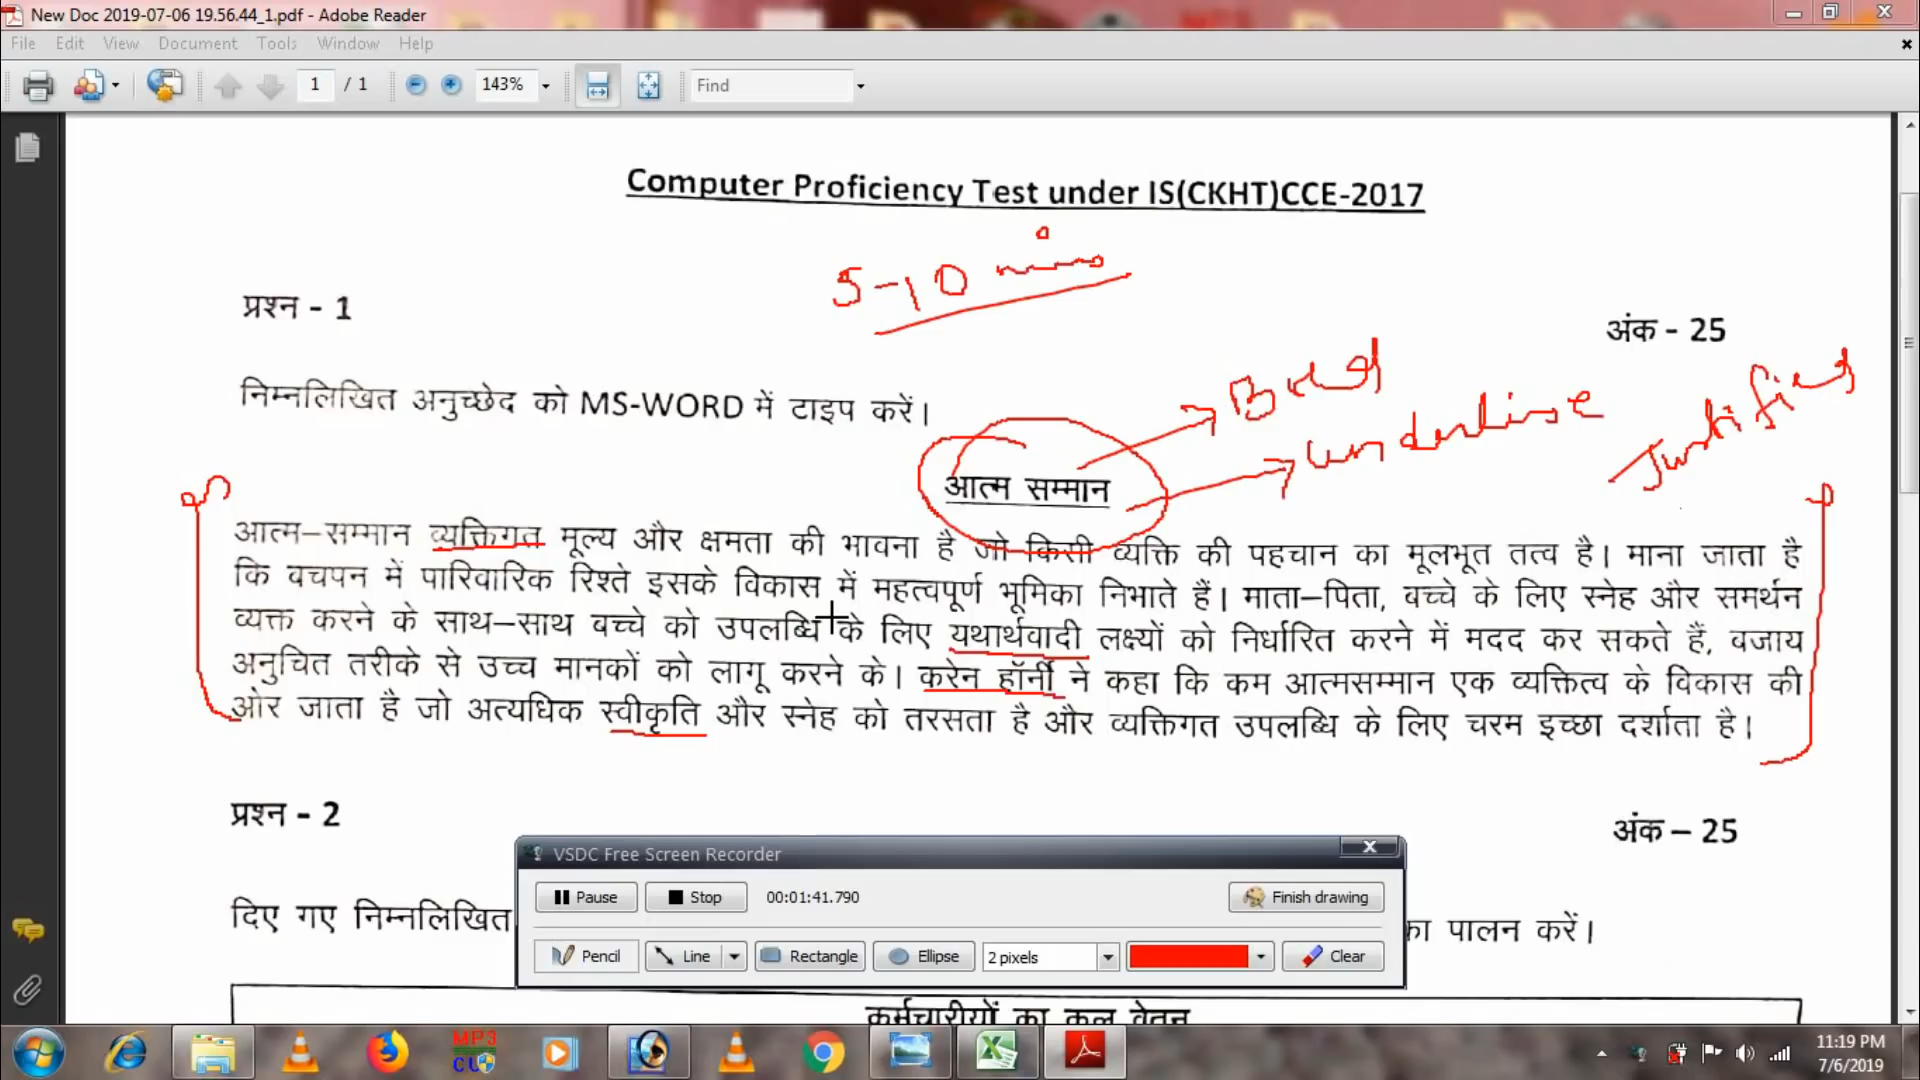 New Doc 2019-07-06 19.56.44_1.pdf - Adobe Reader
File Edit View Document Tools Window Help
1 / 1 143% Find
Computer Proficiency Test under IS(CKHT)CCE-2017
5-10 mins
प्रश्न - 1
अंक - 25
निम्नलिखित अनुच्छेद को MS-WORD में टाइप करें।
Bold
underline
Justified
आत्म सम्मान
आत्म–सम्मान व्यक्तिगत मूल्य और क्षमता की भावना है जो किसी व्यक्ति की पहचान का मूलभूत तत्व है। माना जाता है
कि बचपन में पारिवारिक रिश्ते इसके विकास में महत्वपूर्ण भूमिका निभाते हैं। माता–पिता, बच्चे के लिए स्नेह और समर्थन
व्यक्त करने के साथ–साथ बच्चे को उपलब्धि के लिए यथार्थवादी लक्ष्यों को निर्धारित करने में मदद कर सकते हैं, वजाय
अनुचित तरीके से उच्च मानकों को लागू करने के। करेन हॉर्नी ने कहा कि कम आत्मसम्मान एक व्यक्तित्व के विकास की
ओर जाता है जो अत्यधिक स्वीकृति और स्नेह को तरसता है और व्यक्तिगत उपलब्धि के लिए चरम इच्छा दर्शाता है।
प्रश्न - 2
अंक – 25
दिए गए निम्नलिखित
का पालन करें।
VSDC Free Screen Recorder
Pause Stop 00:01:41.790 Finish drawing
Pencil Line Rectangle Ellipse 2 pixels Clear
कर्मचारीयों का कुल वेतन
MP3
CU
11:19 PM
7/6/2019